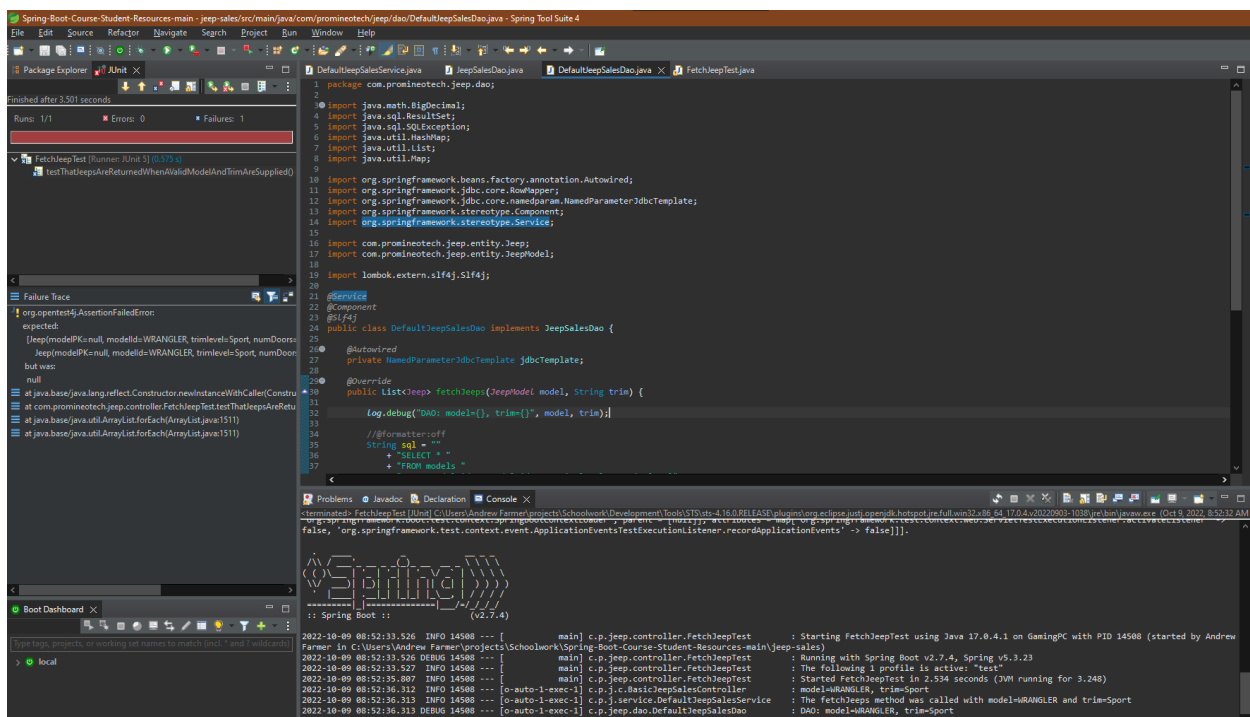 Spring-Boot-Course-Student-Resources-main - jeep-sales/src/main/java/com/promineotech/jeep/dao/DefaultJeepSalesDao.java - Spring Tool Suite 4
File Edit Source Refactor Navigate Search Project Run Window Help
Package Explorer JUnit
Finished after 3.501 seconds
Runs: 1/1 Errors: 0 Failures: 1
FetchJeepTest [Runner: JUnit 5] (0.575 s)
testThatJeepsAreReturnedWhenAValidModelAndTrimAreSupplied()
Failure Trace
org.opentest4j.AssertionFailedError:
expected:
[Jeep(modelPK=null, modelId=WRANGLER, trimlevel=Sport, numDoors=
Jeep(modelPK=null, modelId=WRANGLER, trimlevel=Sport, numDoor
but was:
null
at java.base/java.lang.reflect.Constructor.newInstanceWithCaller(Constru
at com.promineotech.jeep.controller.FetchJeepTest.testThatJeepsAreRetu
at java.base/java.util.ArrayList.forEach(ArrayList.java:1511)
at java.base/java.util.ArrayList.forEach(ArrayList.java:1511)
Boot Dashboard
Type tags, projects, or working set names to match (incl. * and ? wildcards)
local
DefaultJeepSalesService.java JeepSalesDao.java DefaultJeepSalesDao.java FetchJeepTest.java
1 package com.promineotech.jeep.dao;
2
3 import java.math.BigDecimal;
4 import java.sql.ResultSet;
5 import java.sql.SQLException;
6 import java.util.HashMap;
7 import java.util.List;
8 import java.util.Map;
9
10 import org.springframework.beans.factory.annotation.Autowired;
11 import org.springframework.jdbc.core.RowMapper;
12 import org.springframework.jdbc.core.namedparam.NamedParameterJdbcTemplate;
13 import org.springframework.stereotype.Component;
14 import org.springframework.stereotype.Service;
15
16 import com.promineotech.jeep.entity.Jeep;
17 import com.promineotech.jeep.entity.JeepModel;
18
19 import lombok.extern.slf4j.Slf4j;
20
21 @Service
22 @Component
23 @Slf4j
24 public class DefaultJeepSalesDao implements JeepSalesDao {
25
26 @Autowired
27 private NamedParameterJdbcTemplate jdbcTemplate;
28
29 @Override
30 public List<Jeep> fetchJeeps(JeepModel model, String trim) {
31
32 log.debug("DAO: model={}, trim={}", model, trim);
33
34 //@formatter:off
35 String sql = ""
36 + "SELECT * "
37 + "FROM models "
Problems Javadoc Declaration Console
<terminated> FetchJeepTest [JUnit] C:\Users\Andrew Farmer\projects\Schoolwork\Development\Tools\STS\sts-4.16.0.RELEASE\plugins\org.eclipse.justj.openjdk.hotspot.jre.full.win32.x86_64_17.0.4.v20220903-1038\jre\bin\javaw.exe (Oct 9, 2022, 8:52:32 AM
false, 'org.springframework.test.context.event.ApplicationEventsTestExecutionListener.recordApplicationEvents' -> false]]].
:: Spring Boot :: (v2.7.4)
2022-10-09 08:52:33.526 INFO 14508 --- [ main] c.p.jeep.controller.FetchJeepTest : Starting FetchJeepTest using Java 17.0.4.1 on GamingPC with PID 14508 (started by Andrew
Farmer in C:\Users\Andrew Farmer\projects\Schoolwork\Spring-Boot-Course-Student-Resources-main\jeep-sales)
2022-10-09 08:52:33.526 DEBUG 14508 --- [ main] c.p.jeep.controller.FetchJeepTest : Running with Spring Boot v2.7.4, Spring v5.3.23
2022-10-09 08:52:33.527 INFO 14508 --- [ main] c.p.jeep.controller.FetchJeepTest : The following 1 profile is active: "test"
2022-10-09 08:52:35.807 INFO 14508 --- [ main] c.p.jeep.controller.FetchJeepTest : Started FetchJeepTest in 2.534 seconds (JVM running for 3.248)
2022-10-09 08:52:36.312 INFO 14508 --- [o-auto-1-exec-1] c.p.j.c.BasicJeepSalesController : model=WRANGLER, trim=Sport
2022-10-09 08:52:36.313 INFO 14508 --- [o-auto-1-exec-1] c.p.j.service.DefaultJeepSalesService : The fetchJeeps method was called with model=WRANGLER and trim=Sport
2022-10-09 08:52:36.313 DEBUG 14508 --- [o-auto-1-exec-1] c.p.jeep.dao.DefaultJeepSalesDao : DAO: model=WRANGLER, trim=Sport